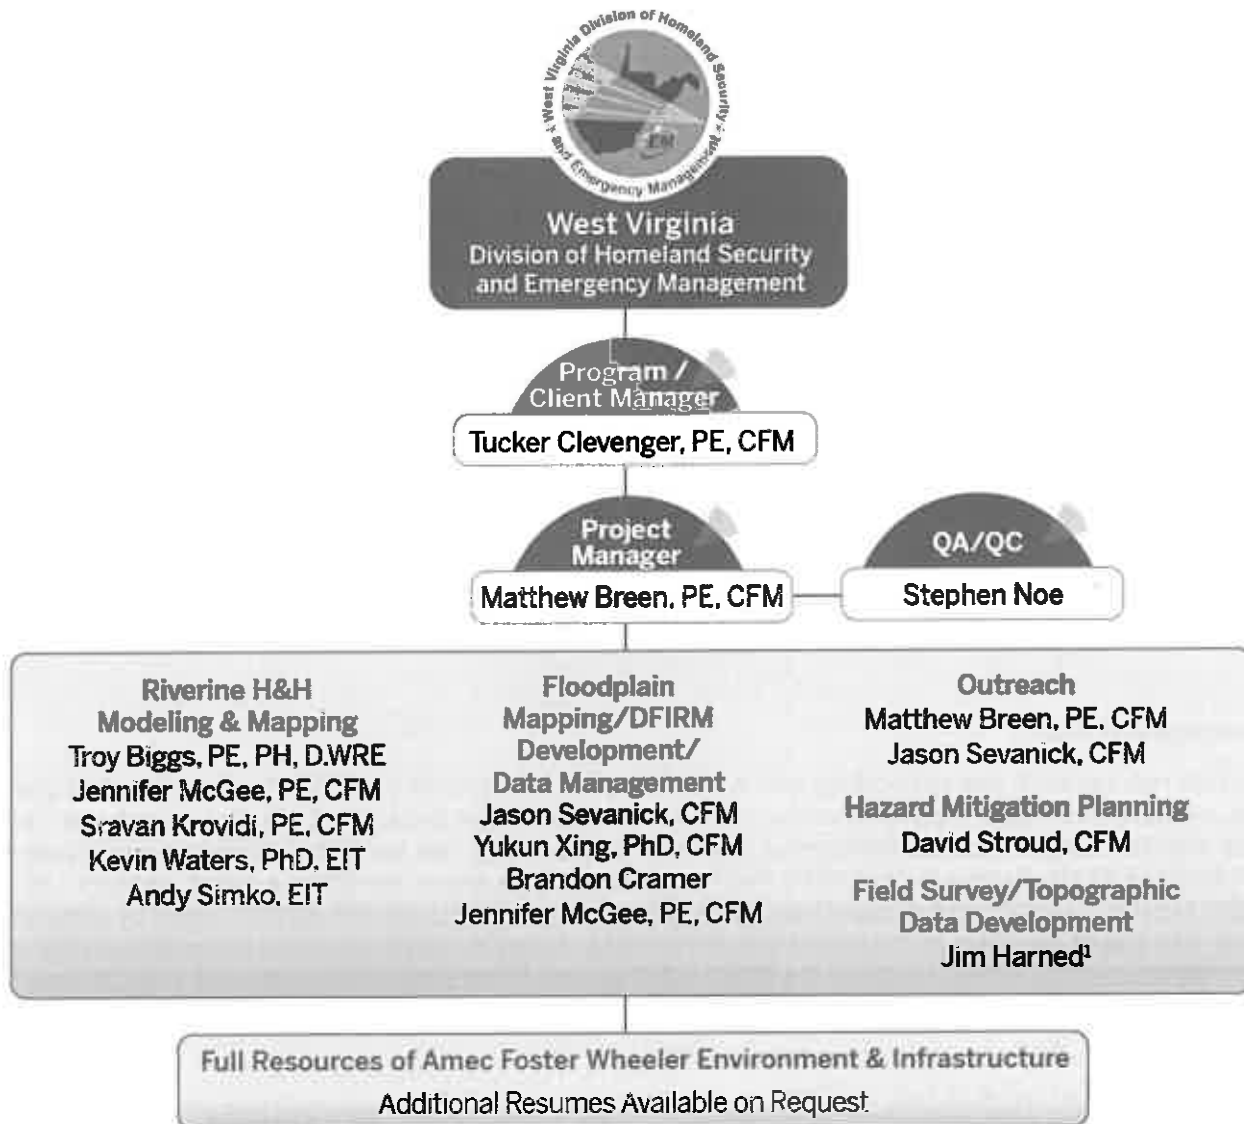 West Virginia Division of Homeland Security
and Emergency Management
EM
West Virginia
Division of Homeland Security
and Emergency Management
Program /
Client Manager
Tucker Clevenger, PE, CFM
Project
Manager
Matthew Breen, PE, CFM
QA/QC
Stephen Noe
Riverine H&H
Modeling & Mapping
Troy Biggs, PE, PH, D.WRE
Jennifer McGee, PE, CFM
Sravan Krovidi, PE, CFM
Kevin Waters, PhD, EIT
Andy Simko, EIT
Floodplain
Mapping/DFIRM
Development/
Data Management
Jason Sevanick, CFM
Yukun Xing, PhD, CFM
Brandon Cramer
Jennifer McGee, PE, CFM
Outreach
Matthew Breen, PE, CFM
Jason Sevanick, CFM
Hazard Mitigation Planning
David Stroud, CFM
Field Survey/Topographic
Data Development
Jim Harned¹
Full Resources of Amec Foster Wheeler Environment & Infrastructure
Additional Resumes Available on Request